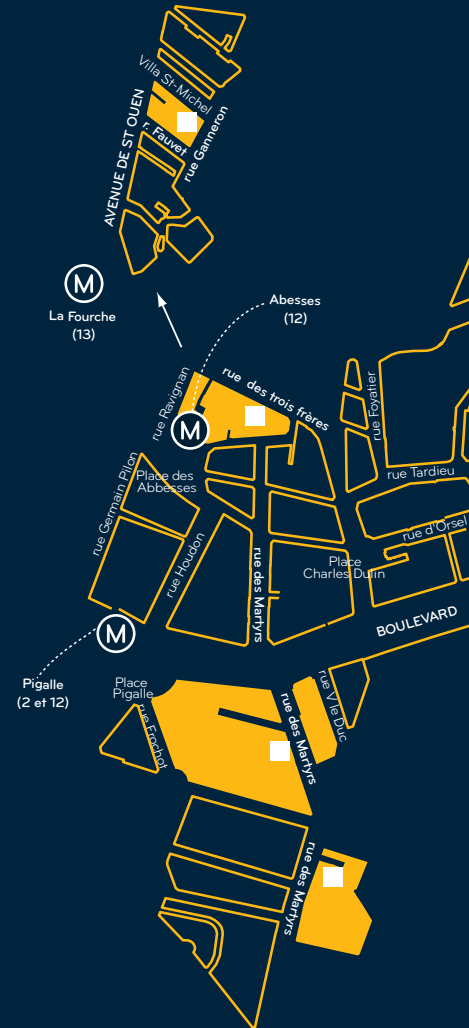 Villa St-Michel
AVENUE DE ST OUEN
r. Fauvet
rue Ganneron
M
La Fourche
(13)
Abesses
(12)
rue Ravignan
rue des trois frères
M
rue Foyatier
rue Tardieu
rue Germain Pilon
Place des
Abbesses
rue d'Orsel
rue Houdon
rue des Martyrs
Place
Charles Dulin
BOULEVARD
M
Pigalle
(2 et 12)
Place
Pigalle
rue Frochot
rue des Martyrs
rue V le Duc
rue des Martyrs